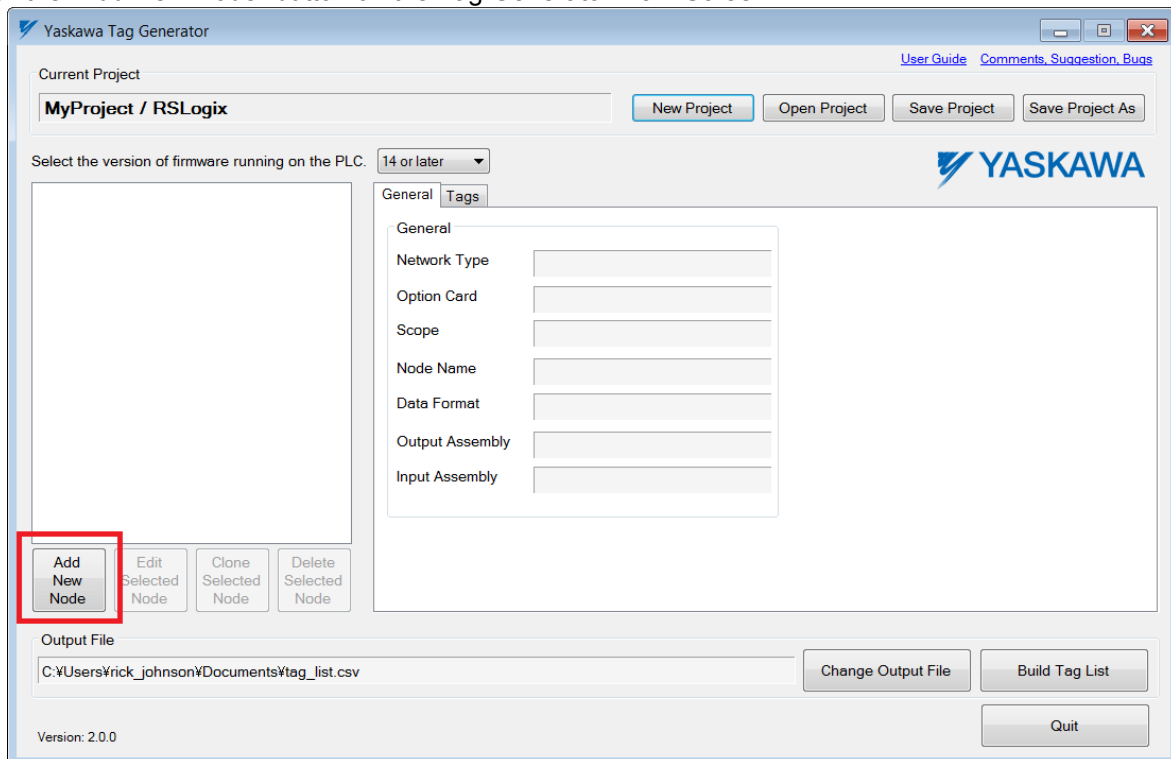 Yaskawa Tag Generator
User Guide Comments, Suggestion, Bugs
Current Project
MyProject / RSLogix
New Project Open Project Save Project Save Project As
Select the version of firmware running on the PLC. 14 or later
YASKAWA
General Tags
General
Network Type
Option Card
Scope
Node Name
Data Format
Output Assembly
Input Assembly
Add New Node
Edit Selected Node
Clone Selected Node
Delete Selected Node
Output File
C:¥Users¥rick_johnson¥Documents¥tag_list.csv
Change Output File Build Tag List
Quit
Version: 2.0.0